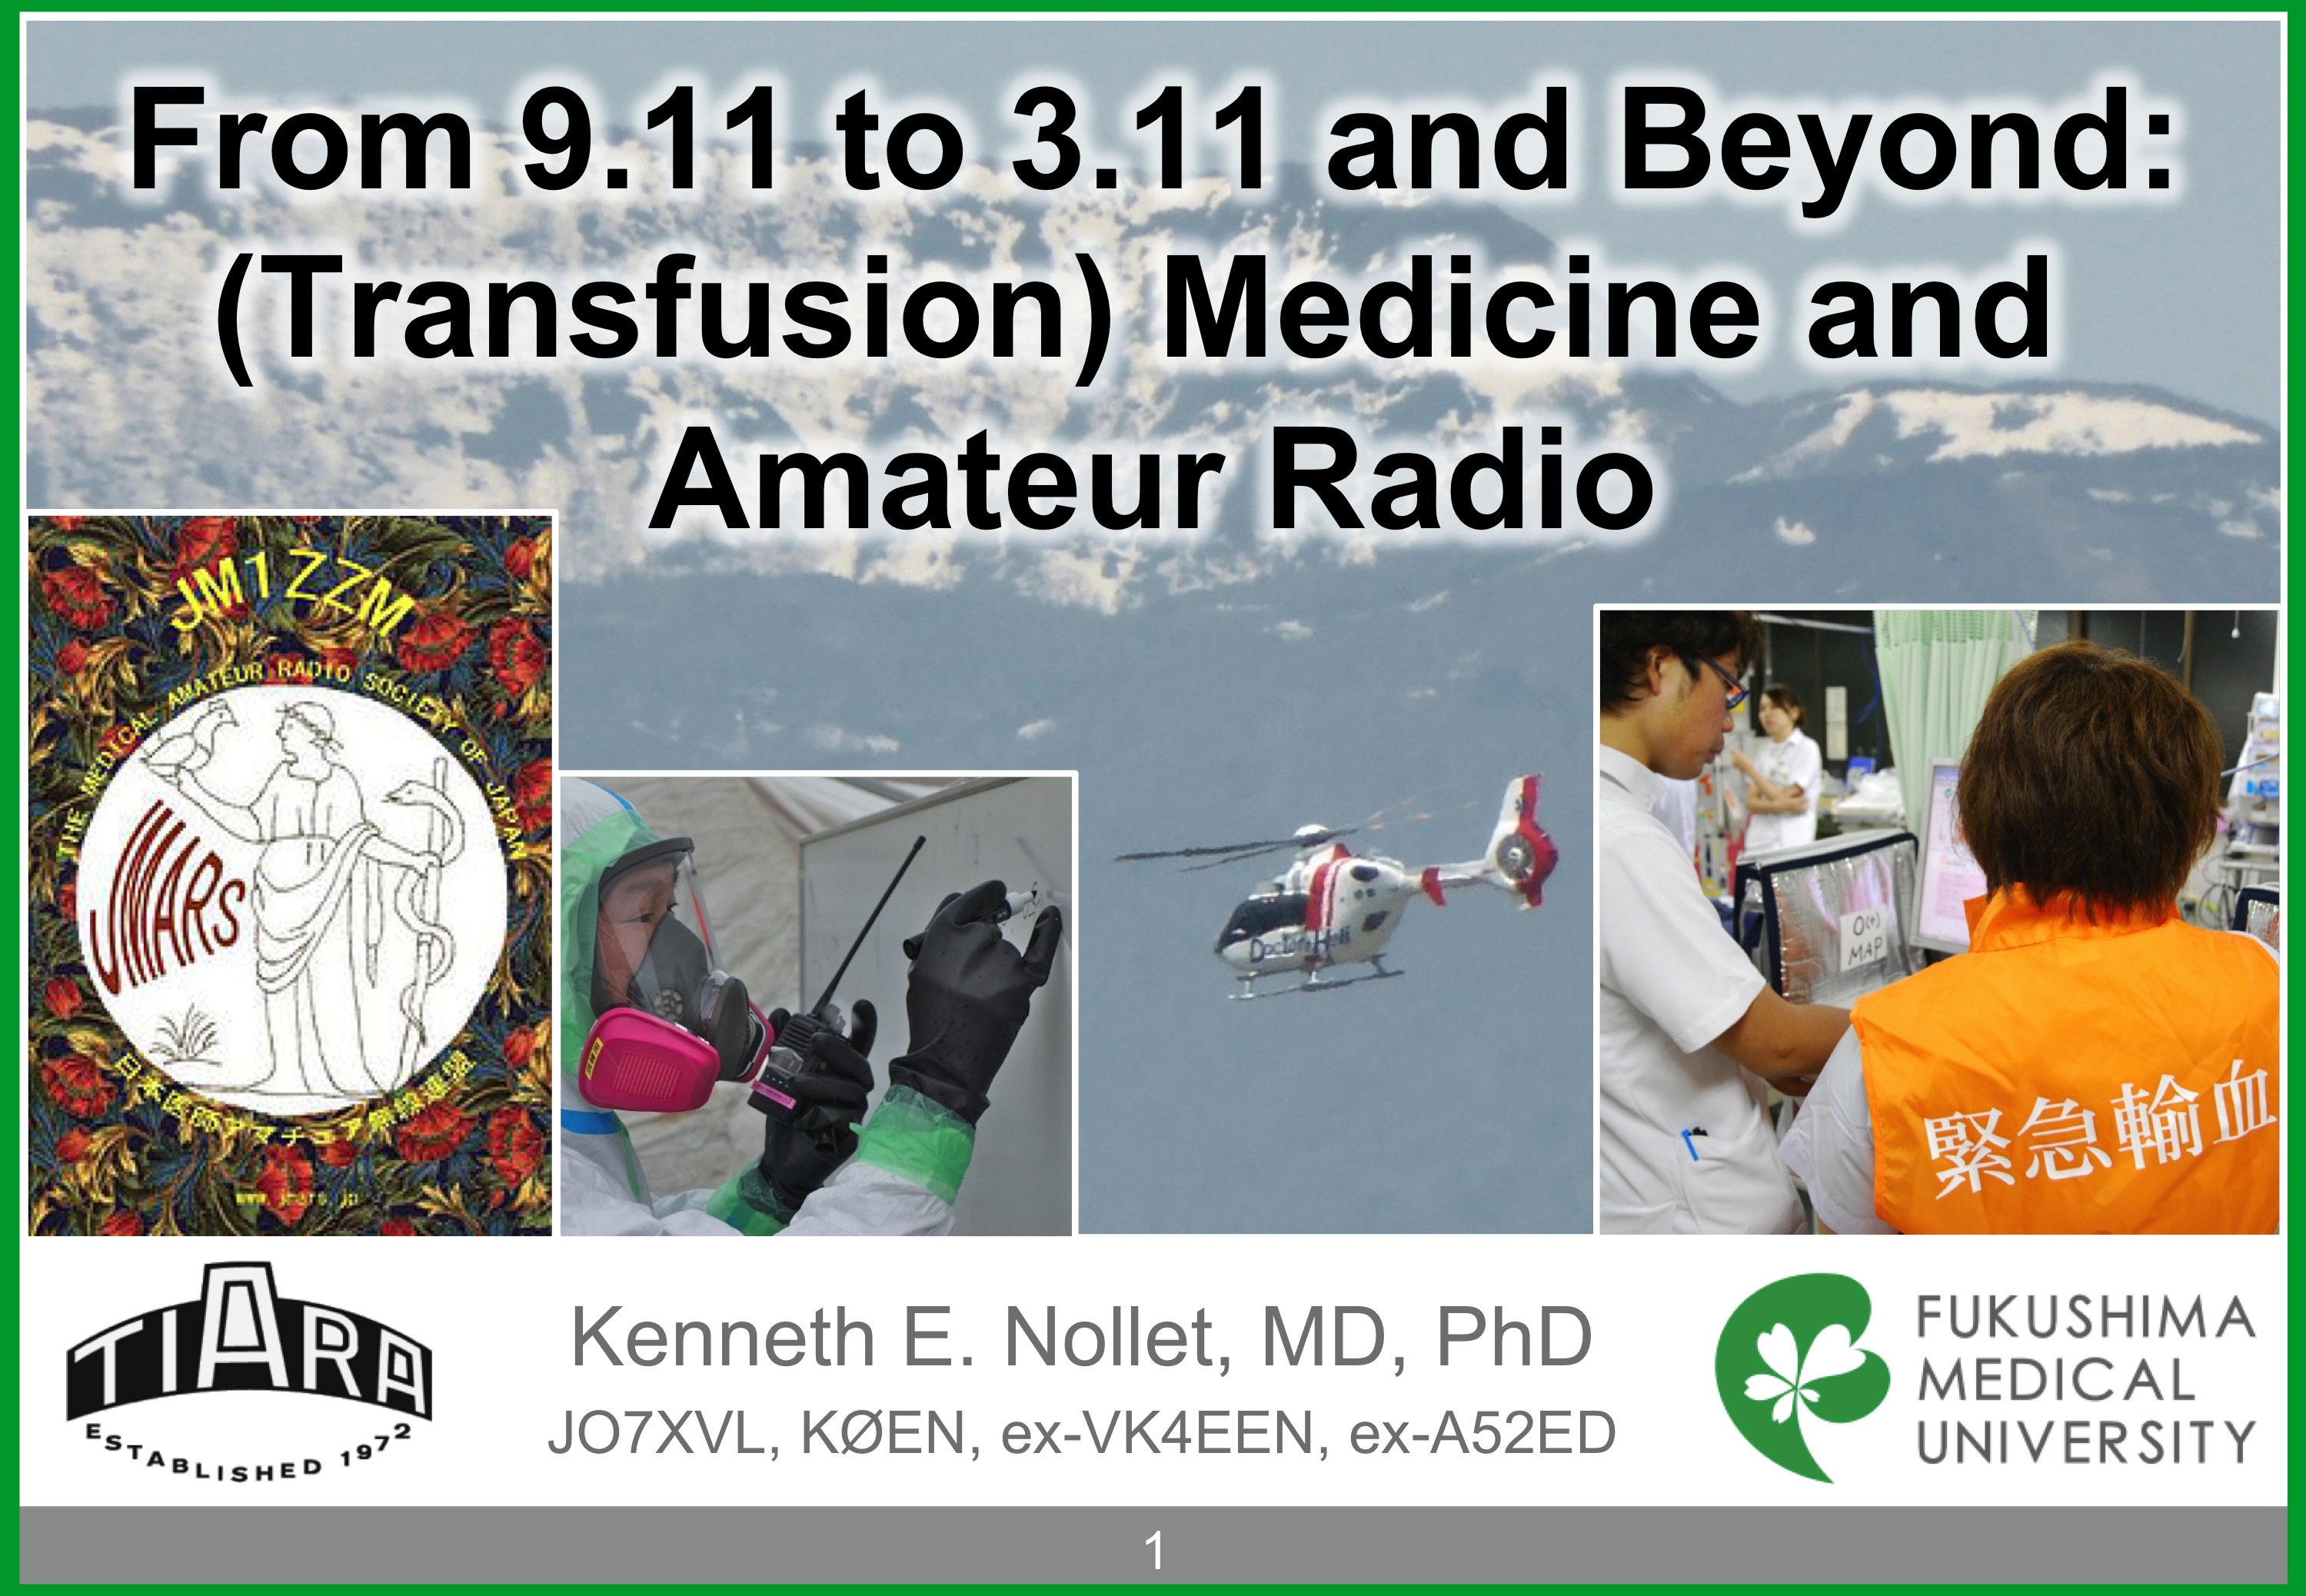 From 9.11 to 3.11 and Beyond:
(Transfusion) Medicine and
Amateur Radio
JM1ZZM
THE MEDICAL AMATEUR RADIO SOCIETY OF JAPAN
JMARS
日本医師アマチュア無線連盟
www.jmars.jp
Doctor-Heli
O(+)
MAP
緊急輸血
TIARA
ESTABLISHED 1972
Kenneth E. Nollet, MD, PhD
JO7XVL, KØEN, ex-VK4EEN, ex-A52ED
FUKUSHIMA
MEDICAL
UNIVERSITY
1